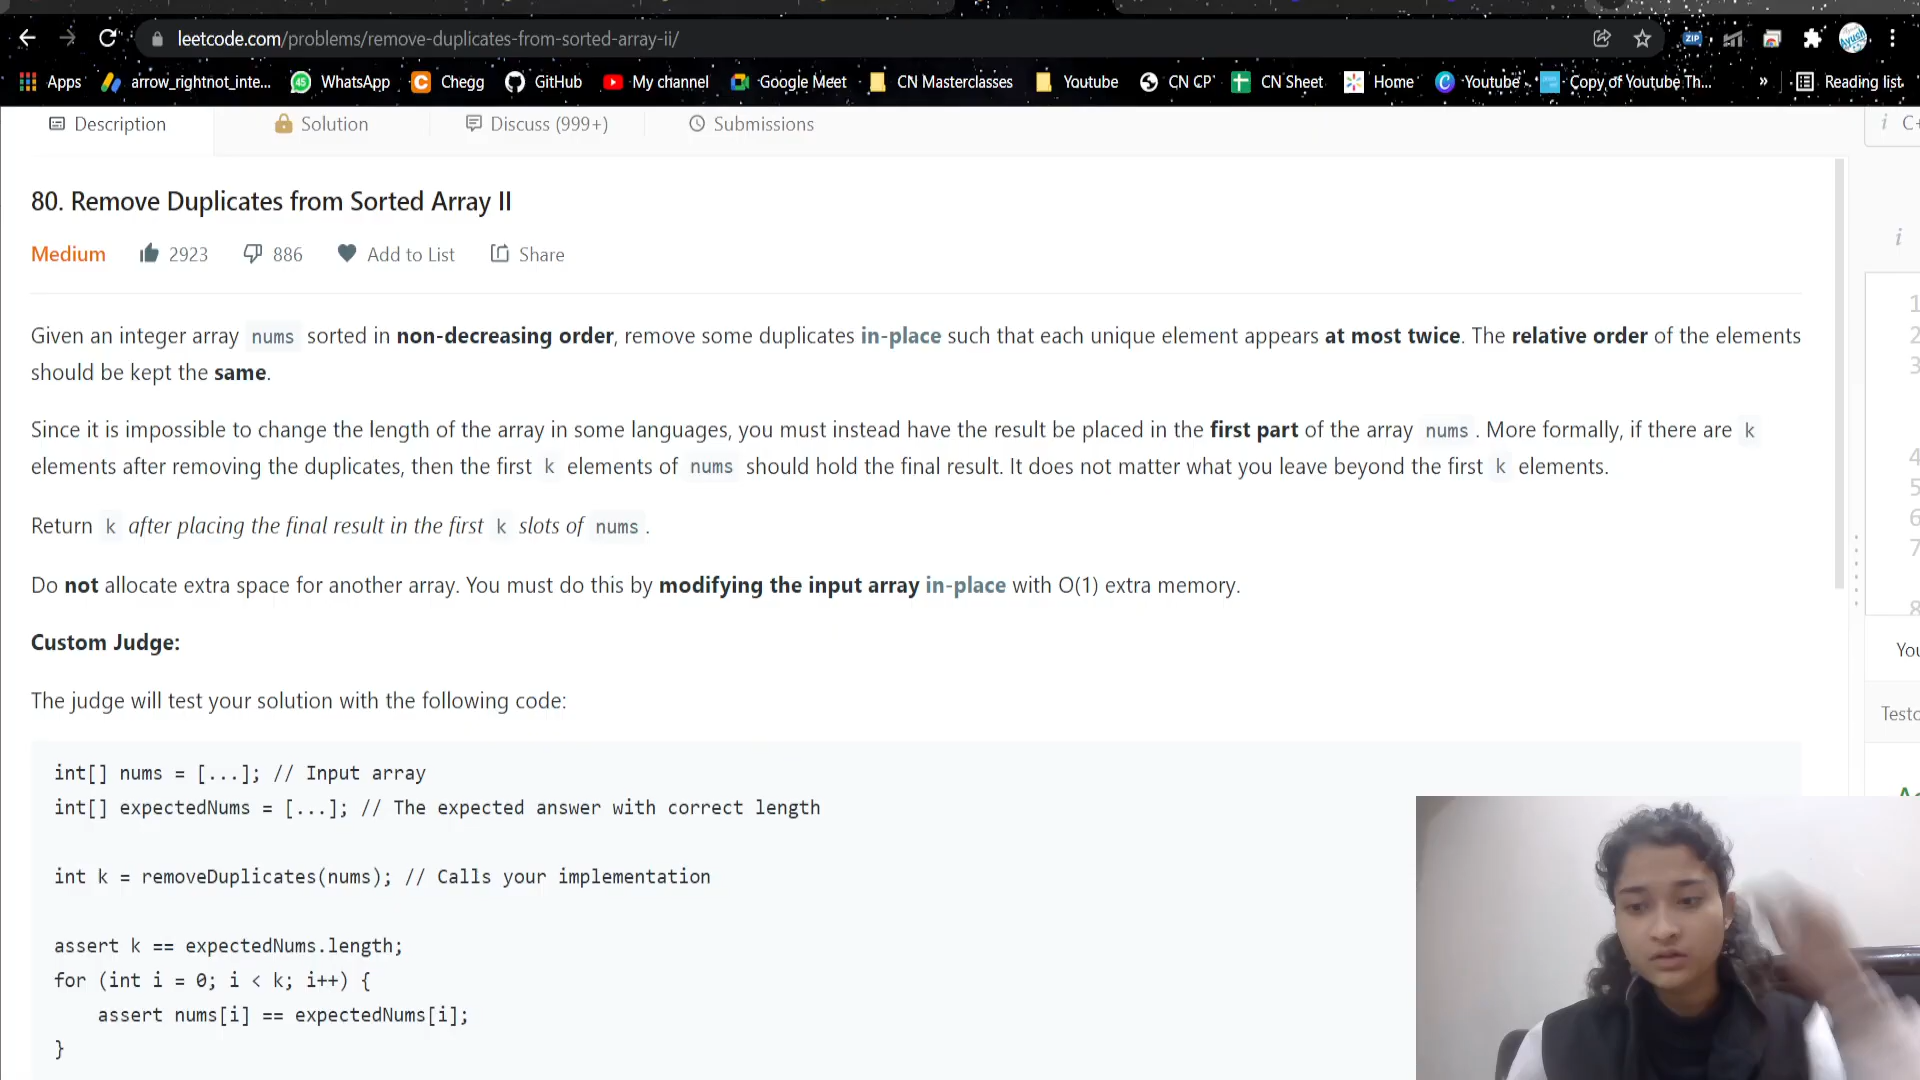 leetcode.com/problems/remove-duplicates-from-sorted-array-ii/
Apps arrow_rightnot_inte... WhatsApp Chegg GitHub My channel Google Meet CN Masterclasses Youtube CN CP CN Sheet Home Youtube Copy of Youtube Th... » Reading list
Description Solution Discuss (999+) Submissions i C+
80. Remove Duplicates from Sorted Array II
Medium 2923 886 Add to List Share
Given an integer array nums sorted in non-decreasing order, remove some duplicates in-place such that each unique element appears at most twice. The relative order of the elements
should be kept the same.
Since it is impossible to change the length of the array in some languages, you must instead have the result be placed in the first part of the array nums. More formally, if there are k
elements after removing the duplicates, then the first k elements of nums should hold the final result. It does not matter what you leave beyond the first k elements.
Return k after placing the final result in the first k slots of nums.
Do not allocate extra space for another array. You must do this by modifying the input array in-place with O(1) extra memory.
Custom Judge:
The judge will test your solution with the following code:
int[] nums = [...]; // Input array
int[] expectedNums = [...]; // The expected answer with correct length
int k = removeDuplicates(nums); // Calls your implementation
assert k == expectedNums.length;
for (int i = 0; i < k; i++) {
assert nums[i] == expectedNums[i];
}
i
1
2
3
4
5
6
7
8
You
Testc